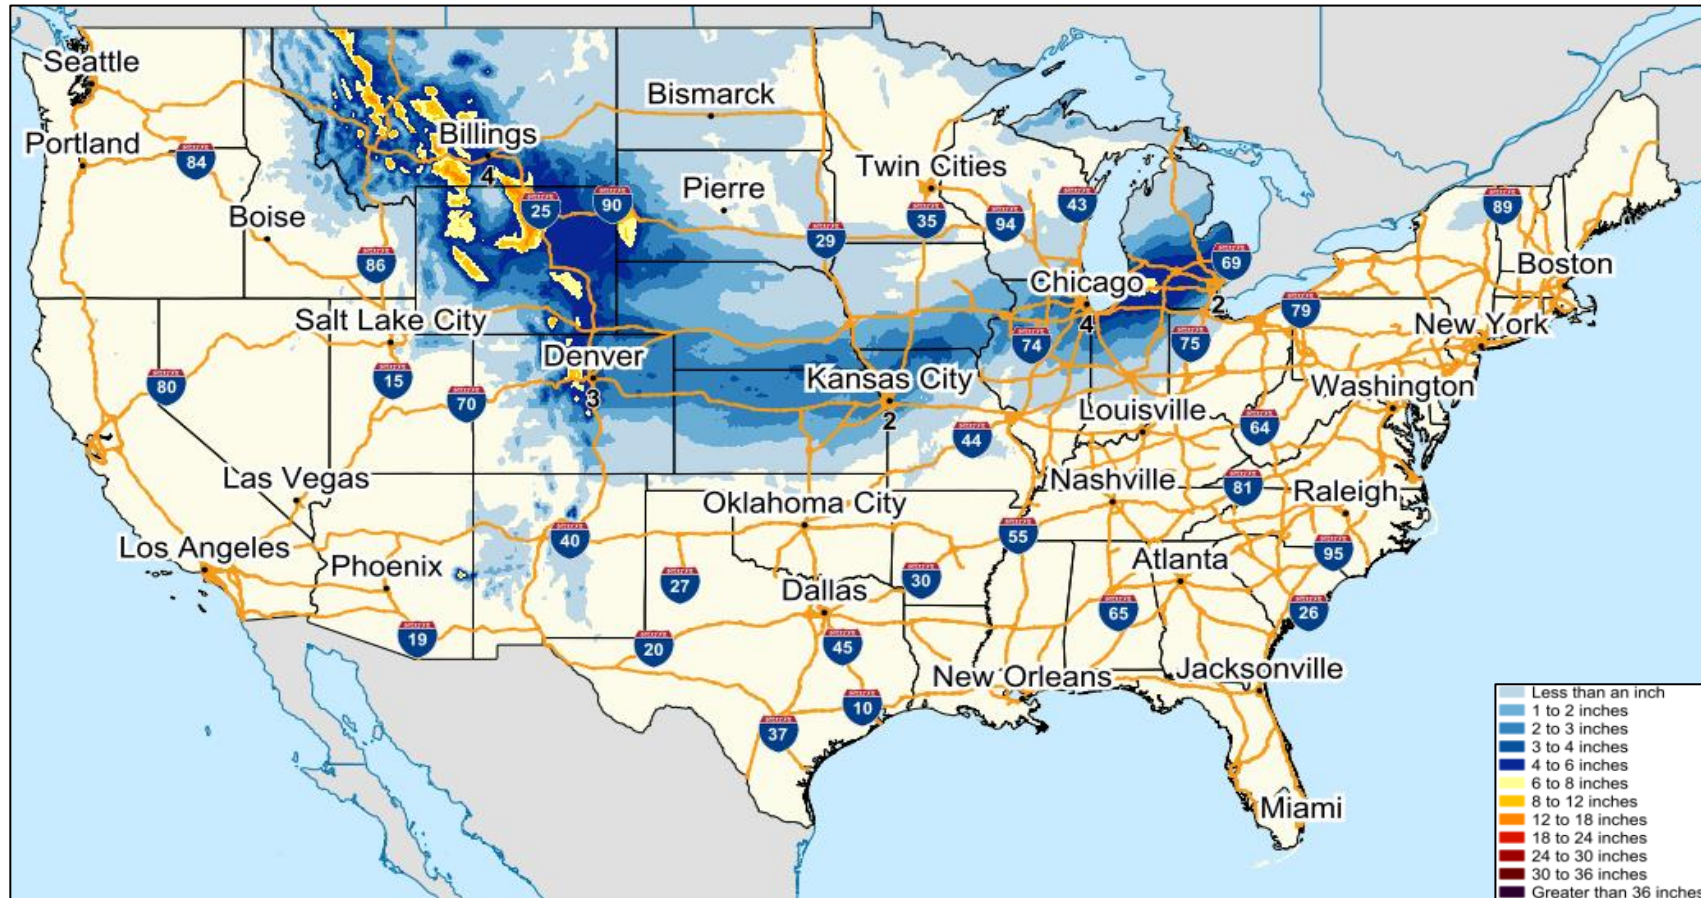 Seattle
Portland
84
Billings
4
Bismarck
Twin Cities
Pierre
25
90
43
89
Boise
35
94
29
69
86
Boston
Chicago
2
79
Salt Lake City
4
New York
74
75
Denver
Kansas City
15
80
Washington
70
3
Louisville
2
44
64
Las Vegas
Nashville
81
Raleigh
Oklahoma City
40
55
95
Los Angeles
Phoenix
Atlanta
27
30
Dallas
65
26
19
20
45
New Orleans
Jacksonville
10
37
Miami
Less than an inch
1 to 2 inches
2 to 3 inches
3 to 4 inches
4 to 6 inches
6 to 8 inches
8 to 12 inches
12 to 18 inches
18 to 24 inches
24 to 30 inches
30 to 36 inches
Greater than 36 inches